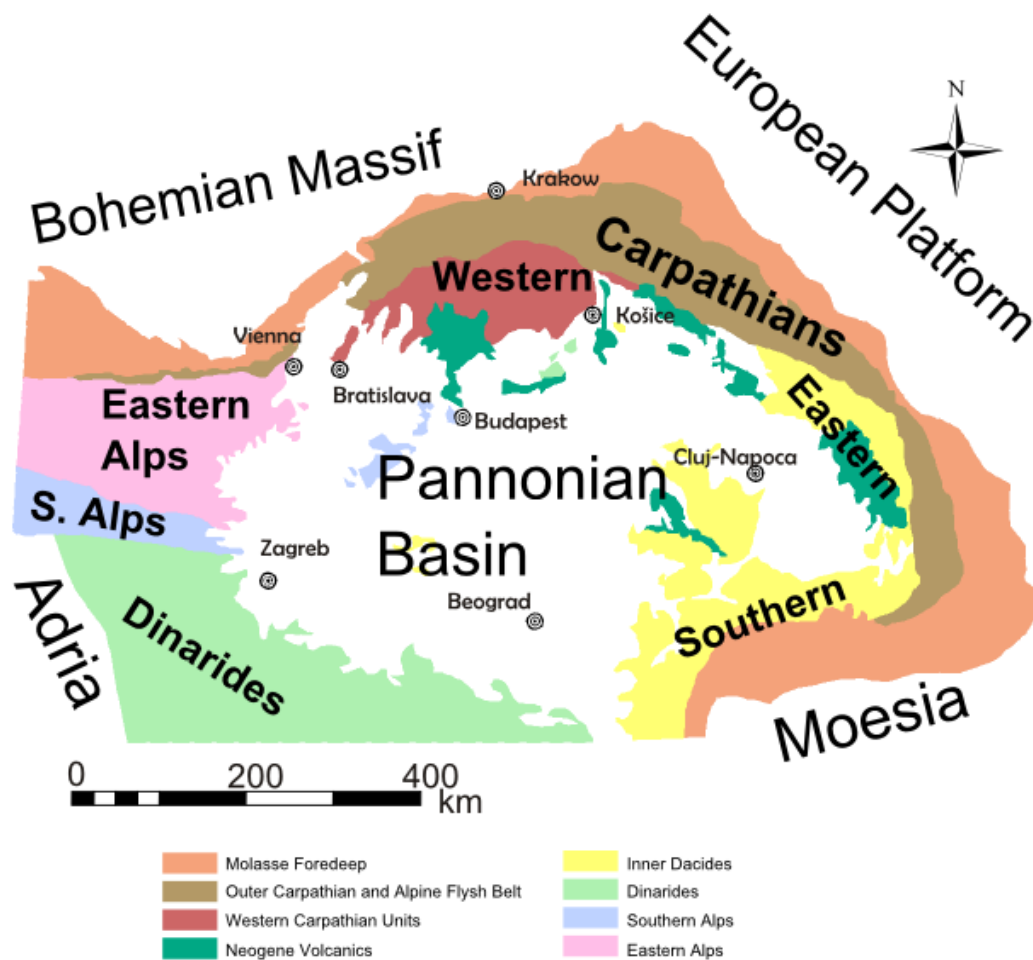 European Platform
N
Bohemian Massif
Krakow
Carpathians
Western
Košice
Vienna
Bratislava
Eastern
Alps
Budapest
Eastern
Pannonian
Basin
Cluj-Napoca
S. Alps
Zagreb
Beograd
Adria
Dinarides
Southern
Moesia
0 200 400
km
Molasse Foredeep
Outer Carpathian and Alpine Flysh Belt
Western Carpathian Units
Neogene Volcanics
Inner Dacides
Dinarides
Southern Alps
Eastern Alps